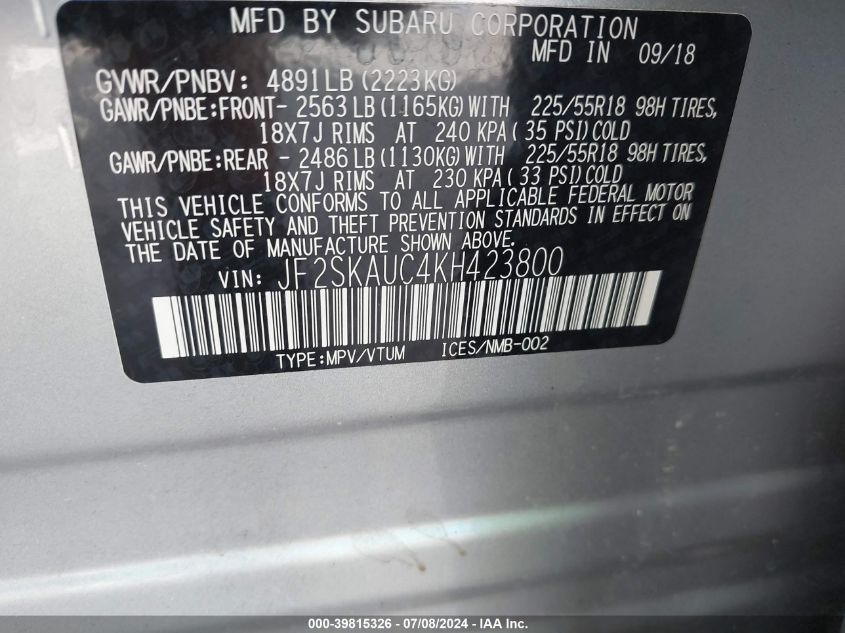 MFD BY SUBARU CORPORATION
MFD IN 09/18
GVWR/PNBV: 4891LB (2223KG)
GAWR/PNBE:FRONT- 2563LB(1165KG)WITH 225/55R18 98H TIRES,
18X7J RIMS AT 240 KPA(35 PSI)COLD
GAWR/PNBE:REAR - 2486LB(1130KG)WITH 225/55R18 98H TIRES,
18X7J RIMS AT 230 KPA(33 PSI)COLD
THIS VEHICLE CONFORMS TO ALL APPLICABLE FEDERAL MOTOR
VEHICLE SAFETY AND THEFT PREVENTION STANDARDS IN EFFECT ON
THE DATE OF MANUFACTURE SHOWN ABOVE.
VIN: JF2SKAUC4KH423800
TYPE:MPV/VTUM ICES/NMB-002
000-39815326 - 07/08/2024 - IAA Inc.